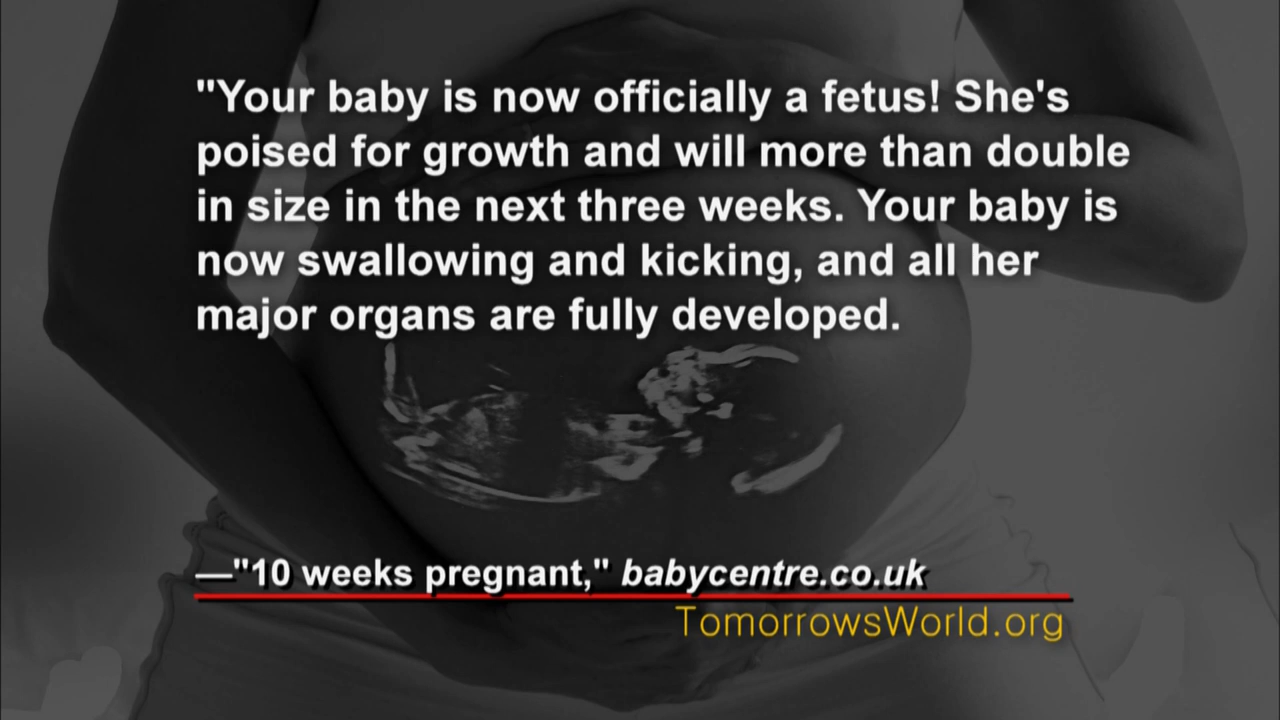 "Your baby is now officially a fetus! She's
poised for growth and will more than double
in size in the next three weeks. Your baby is
now swallowing and kicking, and all her
major organs are fully developed.
—"10 weeks pregnant," babycentre.co.uk
TomorrowsWorld.org